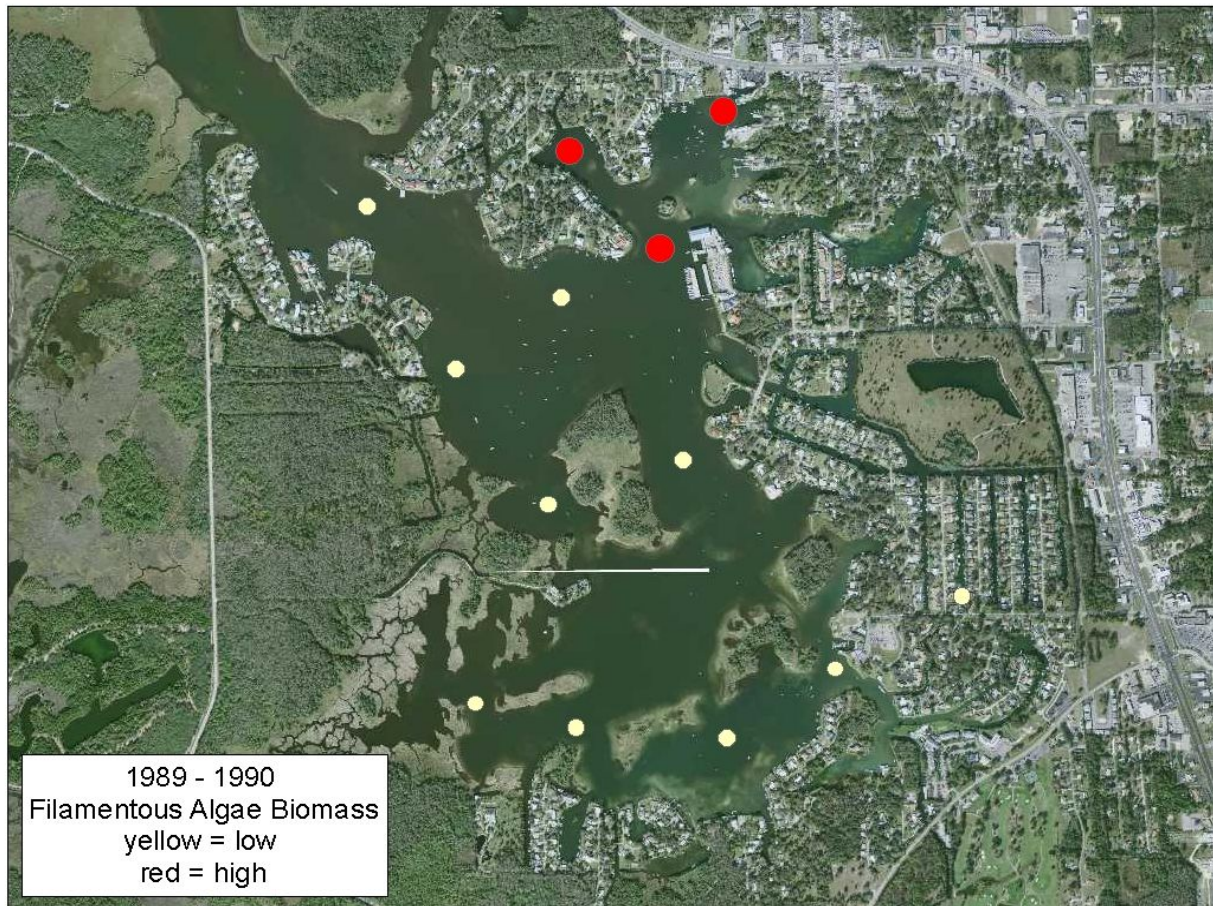 1989 - 1990
Filamentous Algae Biomass
yellow = low
red = high